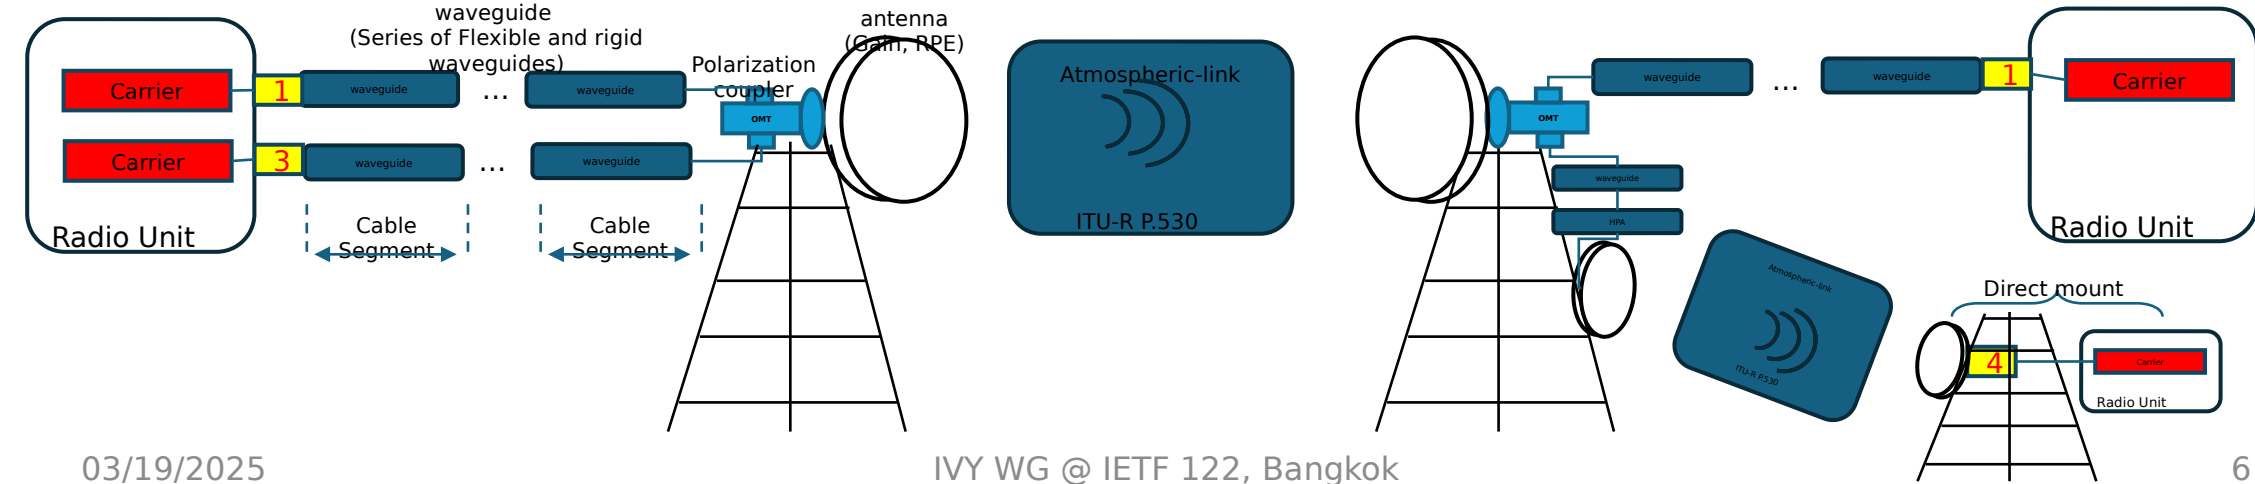 waveguide
(Series of Flexible and rigid
waveguides)
antenna
(Gain, RPE)
Polarization
coupler
Carrier
1
waveguide
...
waveguide
OMT
Carrier
3
waveguide
...
waveguide
Radio Unit
Cable
Segment
Cable
Segment
Atmospheric-link
ITU-R P.530
OMT
waveguide
...
waveguide
1
Carrier
Radio Unit
waveguide
HPA
Atmospheric-link
ITU-R P.530
Direct mount
4
Carrier
Radio Unit
03/19/2025
IVY WG @ IETF 122, Bangkok
6